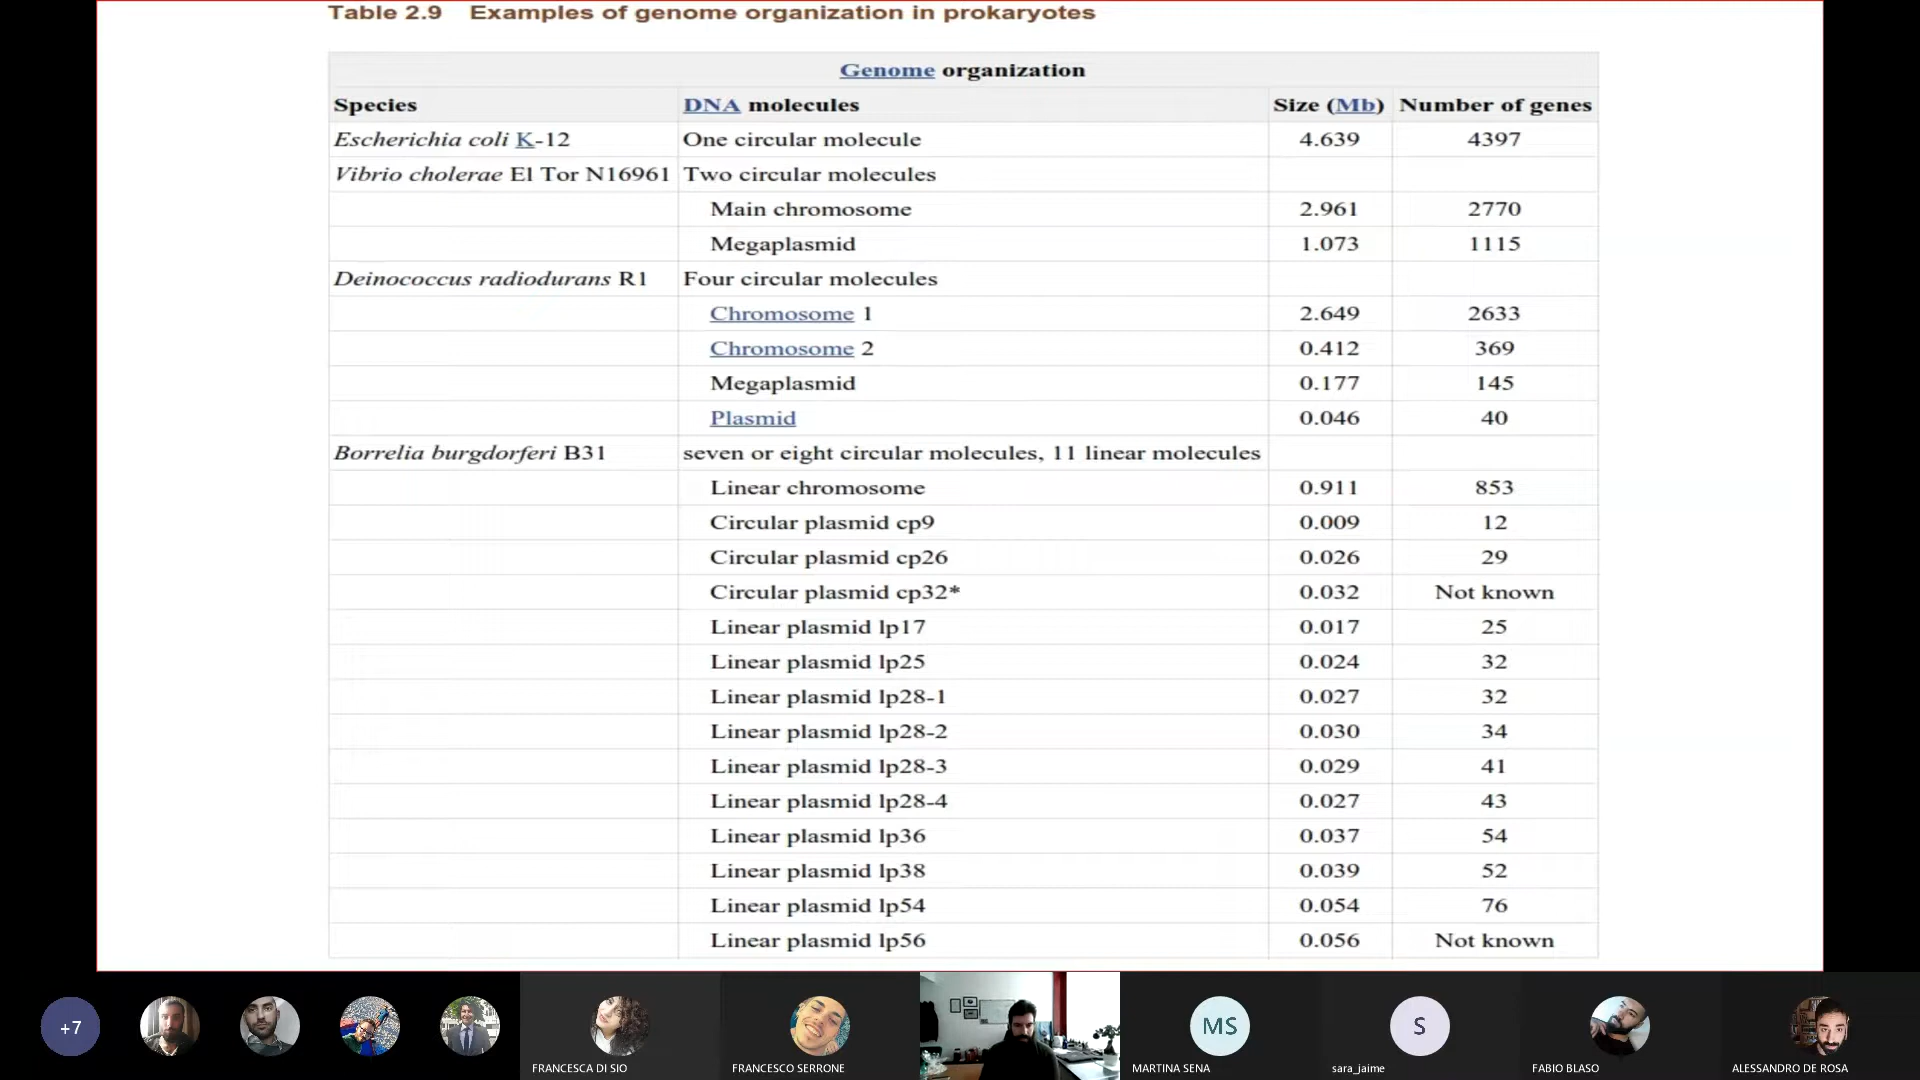 Table 2.9 Examples of genome organization in prokaryotes
Genome organization
Species DNA molecules Size (Mb) Number of genes
Escherichia coli K-12 One circular molecule 4.639 4397
Vibrio cholerae El Tor N16961 Two circular molecules
Main chromosome 2.961 2770
Megaplasmid 1.073 1115
Deinococcus radiodurans R1 Four circular molecules
Chromosome 1 2.649 2633
Chromosome 2 0.412 369
Megaplasmid 0.177 145
Plasmid 0.046 40
Borrelia burgdorferi B31 seven or eight circular molecules, 11 linear molecules
Linear chromosome 0.911 853
Circular plasmid cp9 0.009 12
Circular plasmid cp26 0.026 29
Circular plasmid cp32* 0.032 Not known
Linear plasmid lp17 0.017 25
Linear plasmid lp25 0.024 32
Linear plasmid lp28-1 0.027 32
Linear plasmid lp28-2 0.030 34
Linear plasmid lp28-3 0.029 41
Linear plasmid lp28-4 0.027 43
Linear plasmid lp36 0.037 54
Linear plasmid lp38 0.039 52
Linear plasmid lp54 0.054 76
Linear plasmid lp56 0.056 Not known
+7 MS S
FRANCESCA DI SIO FRANCESCO SERRONE MARTINA SENA sara_jaime FABIO BLASO ALESSANDRO DE ROSA